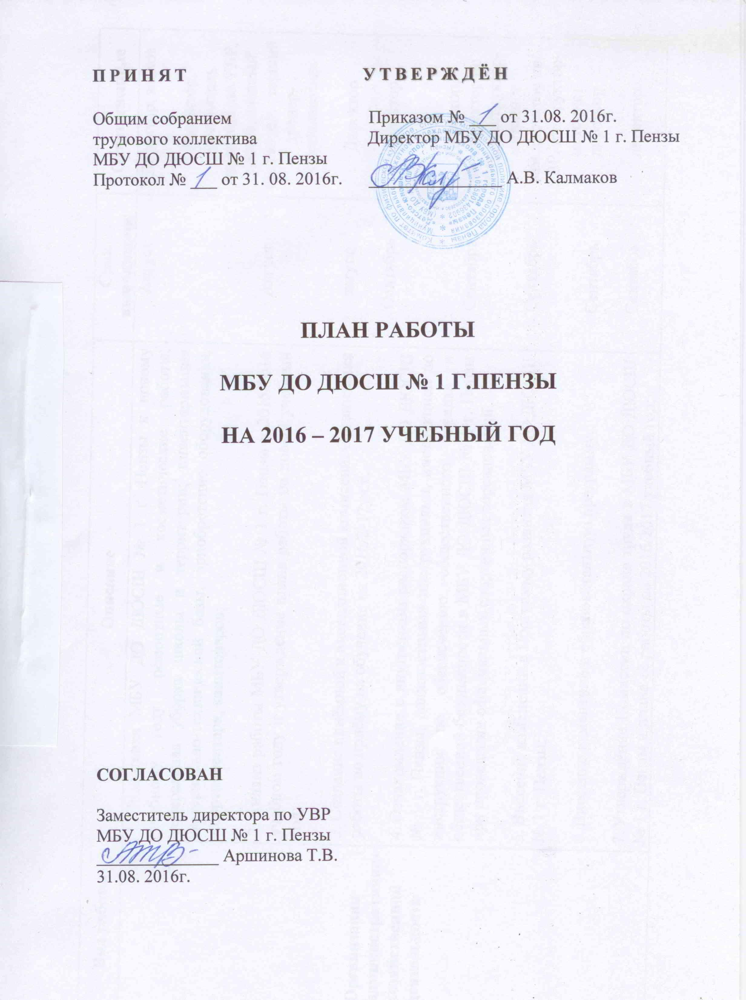 ПРИНЯТ
Общим собранием
трудового коллектива
МБУ ДО ДЮСШ № 1 г. Пензы
Протокол № 1 от 31. 08. 2016г.
УТВЕРЖДЁН
Приказом № 1 от 31.08. 2016г.
Директор МБУ ДО ДЮСШ № 1 г. Пензы
А.В. Калмаков
ПЛАН РАБОТЫ
МБУ ДО ДЮСШ № 1 Г.ПЕНЗЫ
НА 2016 – 2017 УЧЕБНЫЙ ГОД
СОГЛАСОВАН
Заместитель директора по УВР
МБУ ДО ДЮСШ № 1 г. Пензы
Аршинова Т.В.
31.08. 2016г.